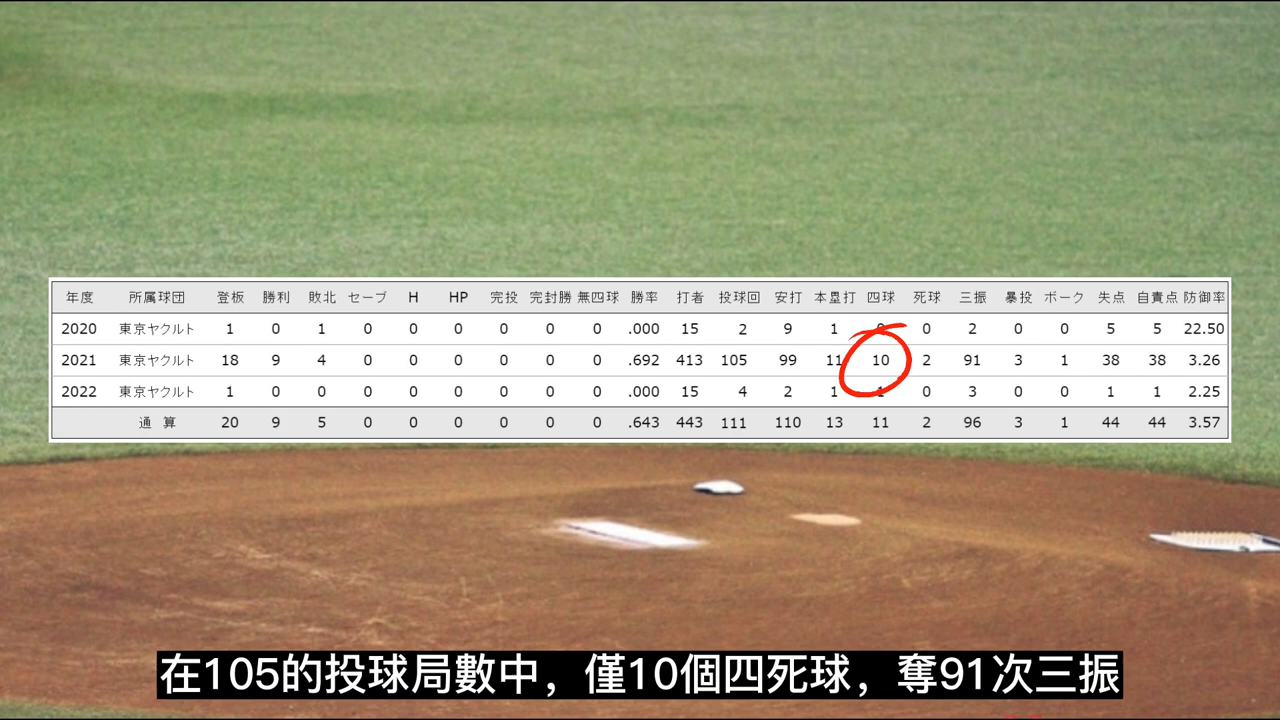 年度 所属球団 登板 勝利 敗北 セーブ H HP 完投 完封勝 無四球 勝率 打者 投球回 安打 本塁打 四球 死球 三振 暴投 ボーク 失点 自責点 防御率
2020 東京ヤクルト 1 0 1 0 0 0 0 0 0 .000 15 2 9 1 0 0 2 0 0 5 5 22.50
2021 東京ヤクルト 18 9 4 0 0 0 0 0 0 .692 413 105 99 11 10 2 91 3 1 38 38 3.26
2022 東京ヤクルト 1 0 0 0 0 0 0 0 0 .000 15 4 2 1 1 0 3 0 0 1 1 2.25
通 算 20 9 5 0 0 0 0 0 0 .643 443 111 110 13 11 2 96 3 1 44 44 3.57
在105的投球局數中，僅10個四死球，奪91次三振